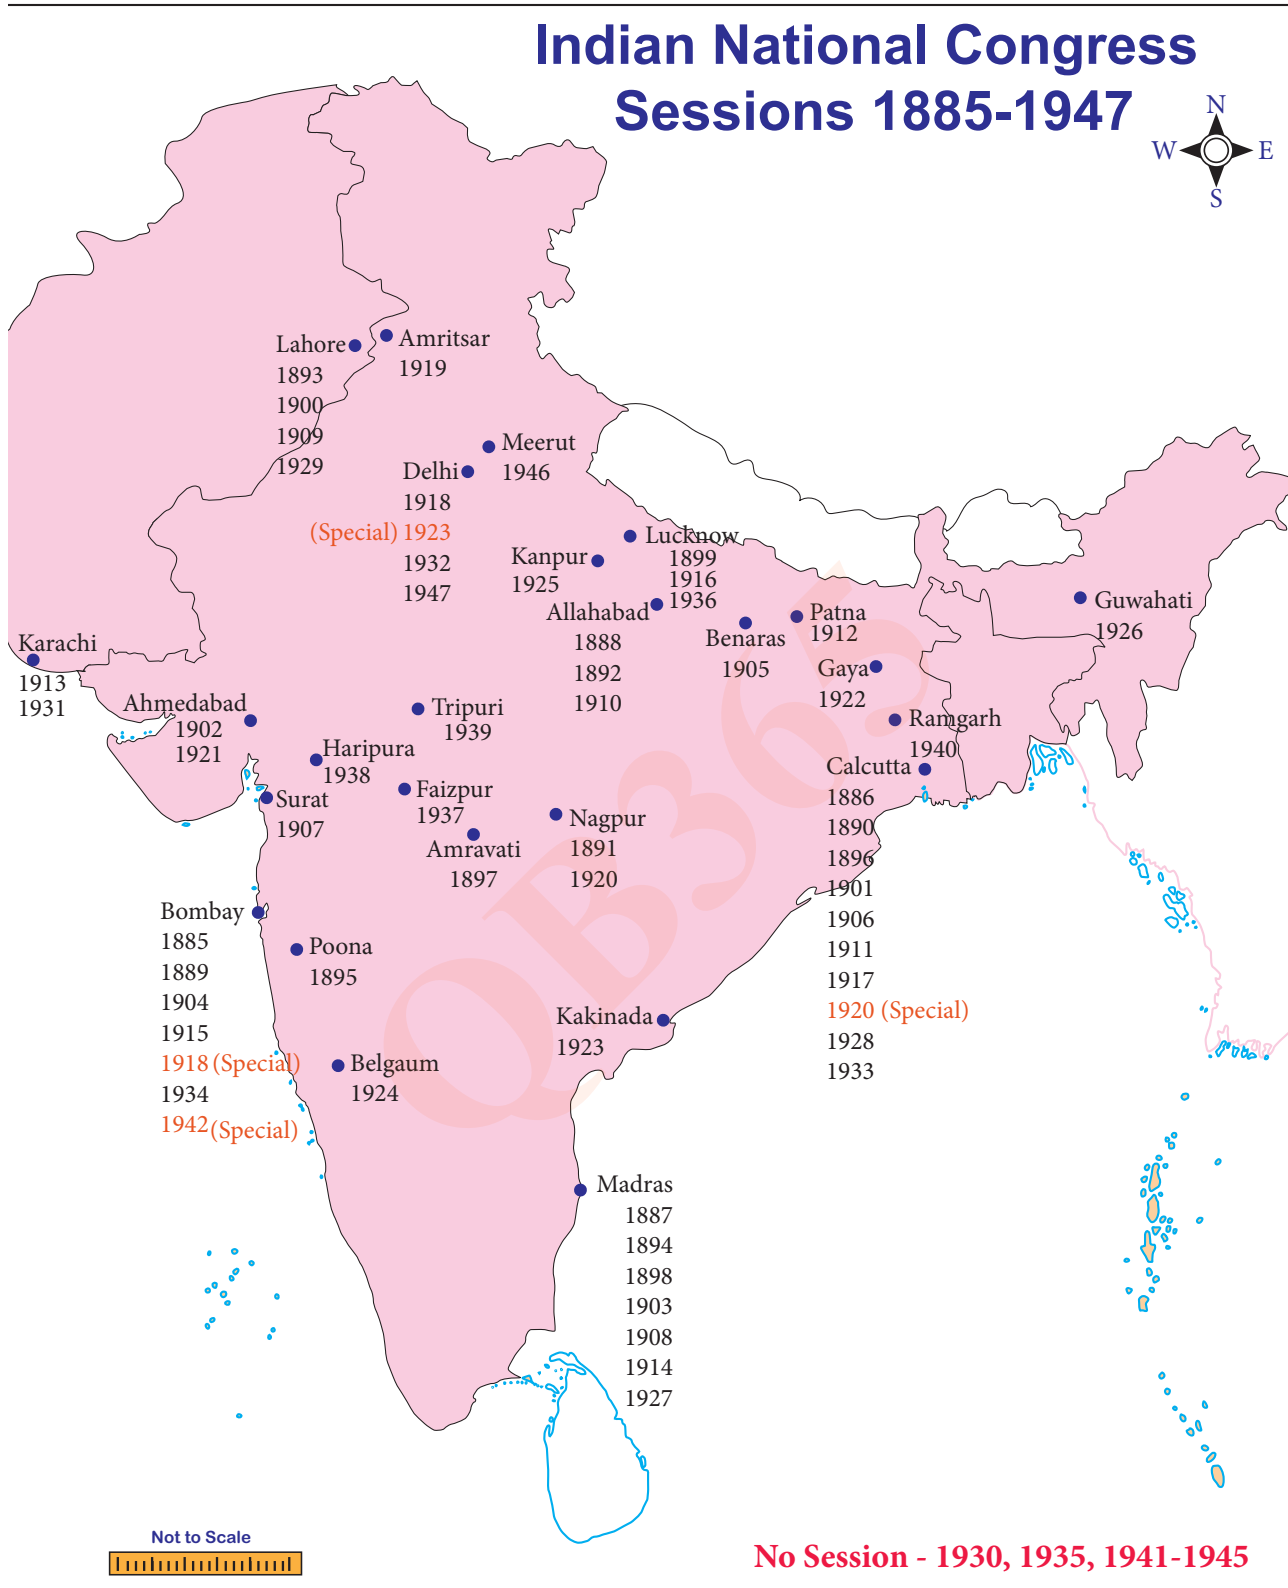 Indian National Congress
Sessions 1885-1947
N
W
E
S
Lahore
1893
1900
1909
1929
Amritsar
1919
Meerut
1946
Delhi
1918
(Special) 1923
1932
1947
Lucknow
1899
1916
1936
Kanpur
1925
Allahabad
1888
1892
1910
Benaras
1905
Patna
1912
Gaya
1922
Guwahati
1926
Karachi
1913
1931
Ahmedabad
1902
1921
Tripuri
1939
Haripura
1938
Ramgarh
1940
Surat
1907
Faizpur
1937
Amravati
1897
Nagpur
1891
1920
Calcutta
1886
1890
1896
1901
1906
1911
1917
1920 (Special)
1928
1933
Bombay
1885
1889
1904
1915
1918 (Special)
1934
1942 (Special)
Poona
1895
Kakinada
1923
Belgaum
1924
Madras
1887
1894
1898
1903
1908
1914
1927
QB365
Not to Scale
No Session - 1930, 1935, 1941-1945